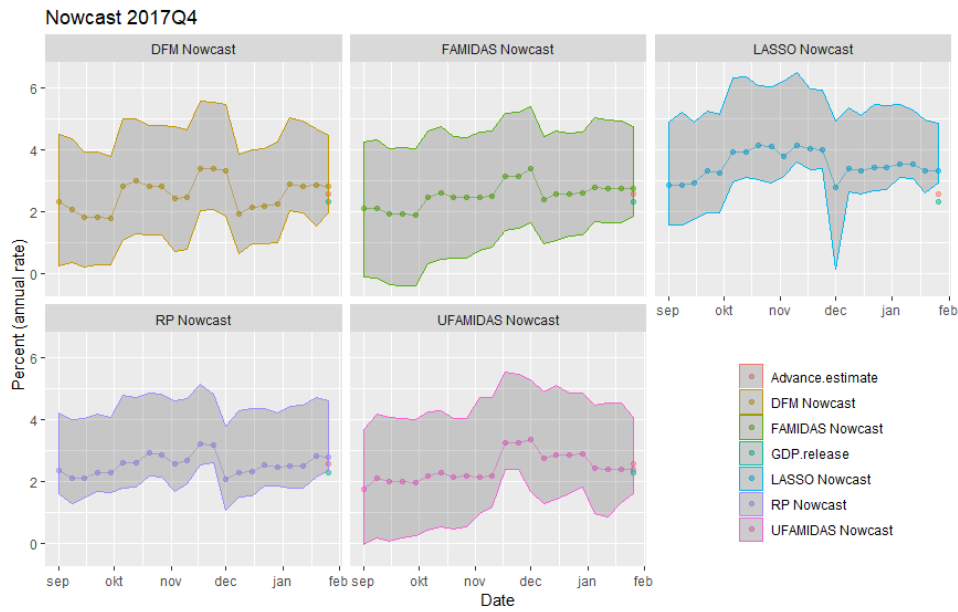 Nowcast 2017Q4
DFM Nowcast
FAMIDAS Nowcast
LASSO Nowcast
6
4
2
0
sep okt nov dec jan feb
RP Nowcast
UFAMIDAS Nowcast
6
4
2
0
sep okt nov dec jan feb
sep okt nov dec jan feb
Percent (annual rate)
Date
Advance.estimate
DFM Nowcast
FAMIDAS Nowcast
GDP.release
LASSO Nowcast
RP Nowcast
UFAMIDAS Nowcast